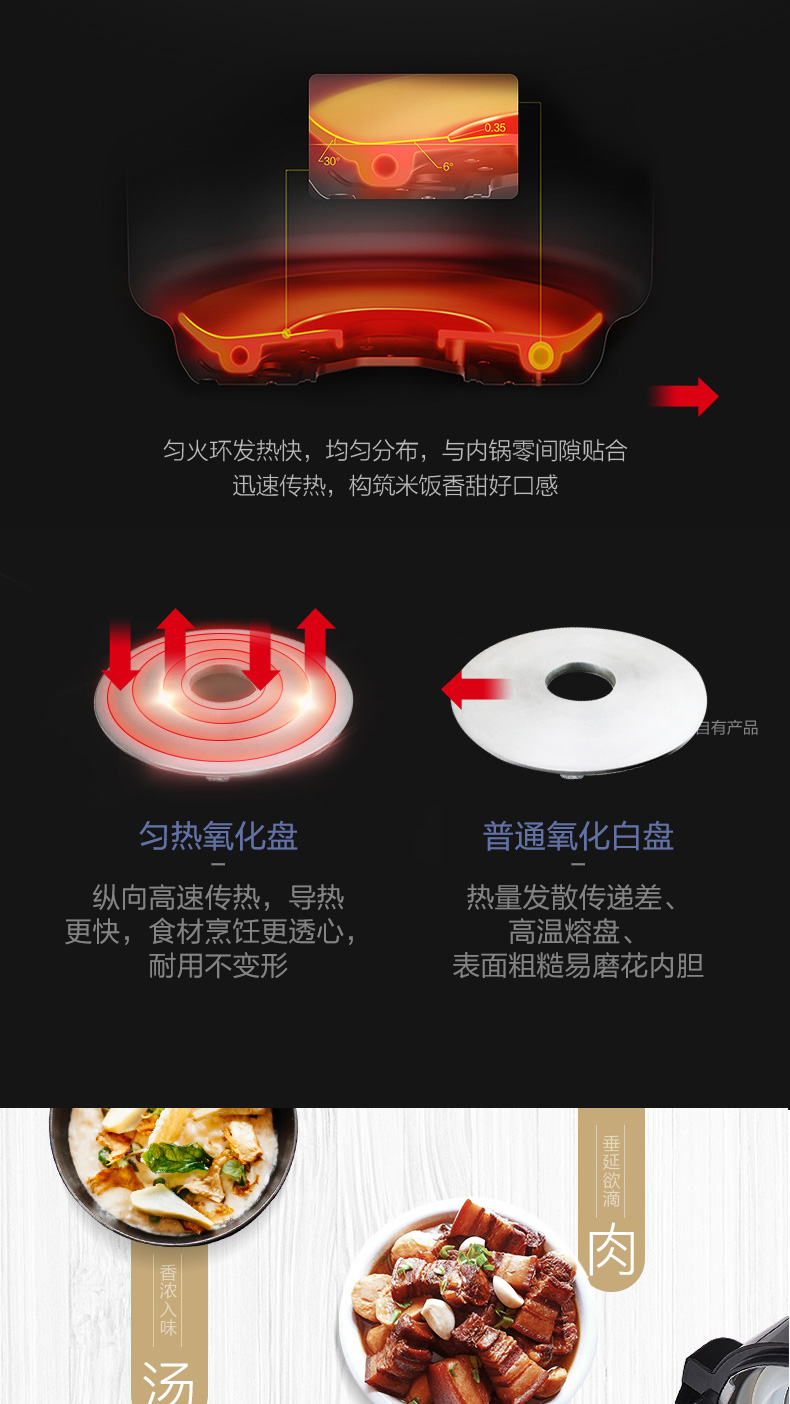 0.35
30°
6°
匀火环发热快，均匀分布，与内锅零间隙贴合
迅速传热，构筑米饭香甜好口感
自有产品
匀热氧化盘
普通氧化白盘
纵向高速传热，导热
更快，食材烹饪更透心，
耐用不变形
热量发散传递差、
高温熔盘、
表面粗糙易磨花内胆
垂延欲滴
肉
香浓入味
汤